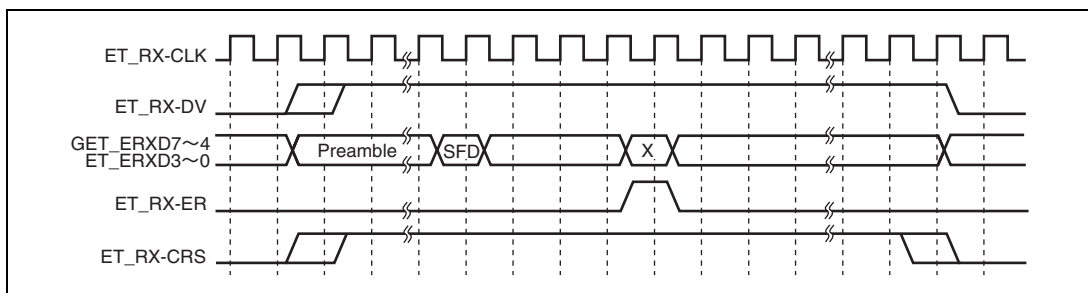 ET_RX-CLK
ET_RX-DV
GET_ERXD7～4
ET_ERXD3～0
Preamble
SFD
X
ET_RX-ER
ET_RX-CRS